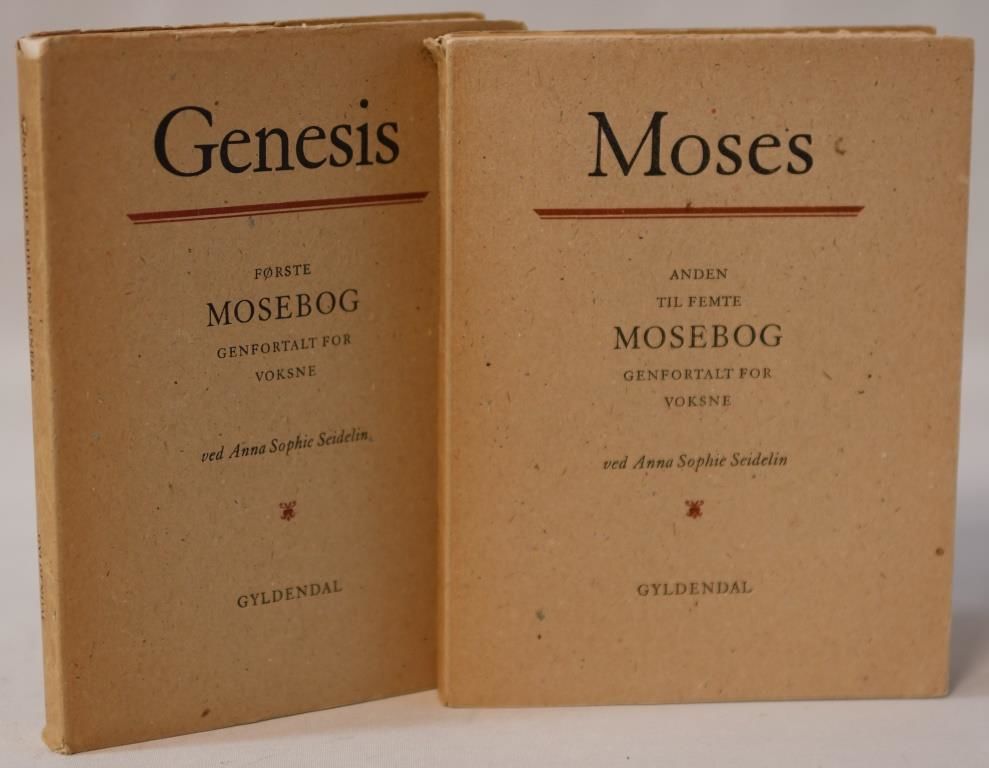 Genesis
FØRSTE
MOSEBOG
GENFORTALT FOR
VOKSNE
ved Anna Sophie Seidelin
GYLDENDAL
Moses
ANDEN
TIL FEMTE
MOSEBOG
GENFORTALT FOR
VOKSNE
ved Anna Sophie Seidelin
GYLDENDAL